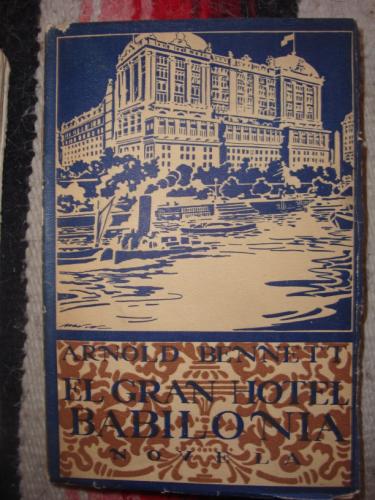 ARNOLD BENNETT
EL GRAN HOTEL
BABILONIA
NOVELA